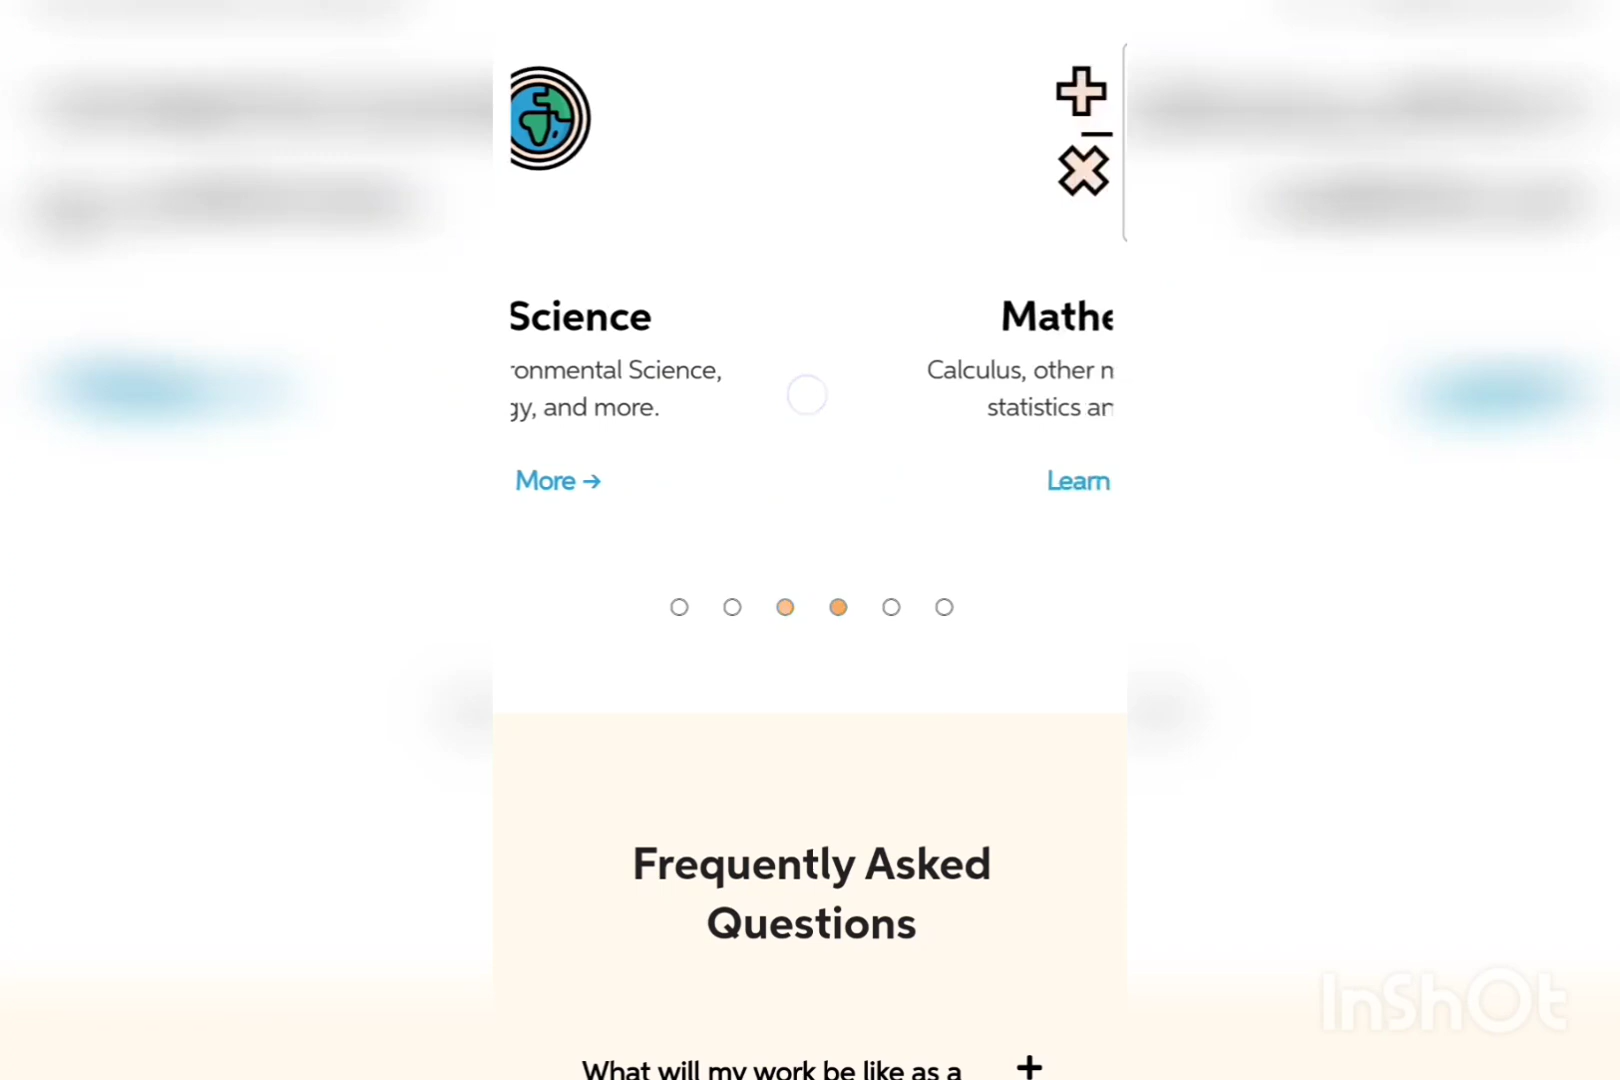 Science
Mathe
ronmental Science,
gy, and more.
Calculus, other m
statistics an
More →
Learn
Frequently Asked
Questions
What will my work be like as a
InShOt